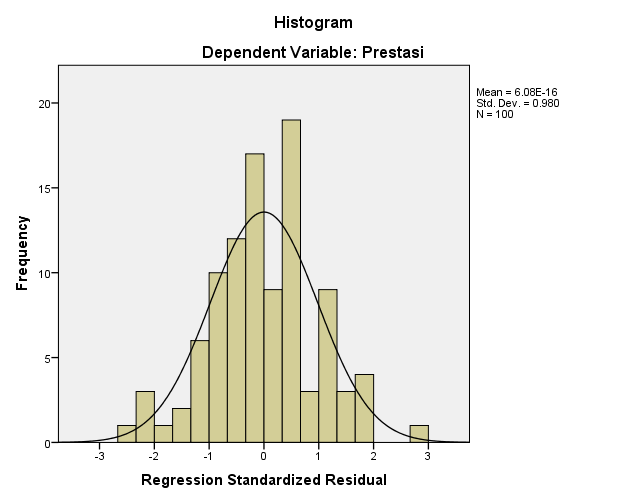 Histogram
Dependent Variable: Prestasi
Mean = 6.08E-16
Std. Dev. = 0.980
N = 100
Frequency
20
15
10
5
0
-3 -2 -1 0 1 2 3
Regression Standardized Residual